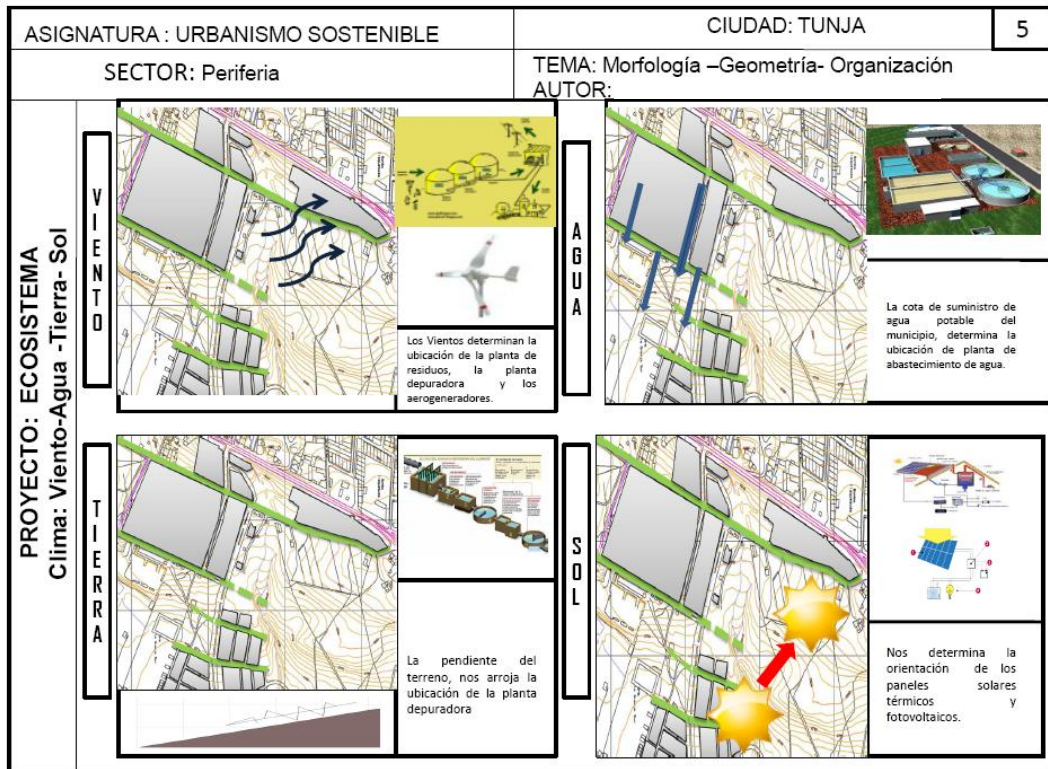 ASIGNATURA : URBANISMO SOSTENIBLE
CIUDAD: TUNJA
5
SECTOR: Periferia
TEMA: Morfología –Geometría- Organización
AUTOR:
PROYECTO: ECOSISTEMA
Clima: Viento-Agua -Tierra- Sol
VIENTO
Los Vientos determinan la
ubicación de la planta de
residuos, la planta
depuradora y los
aerogeneradores.
AGUA
La cota de suministro de
agua potable del
municipio, determina la
ubicación de planta de
abastecimiento de agua.
TIERRA
La pendiente del
terreno, nos arroja la
ubicación de la planta
depuradora
SOL
Nos determina la
orientación de los
paneles solares
térmicos y
fotovoltaicos.